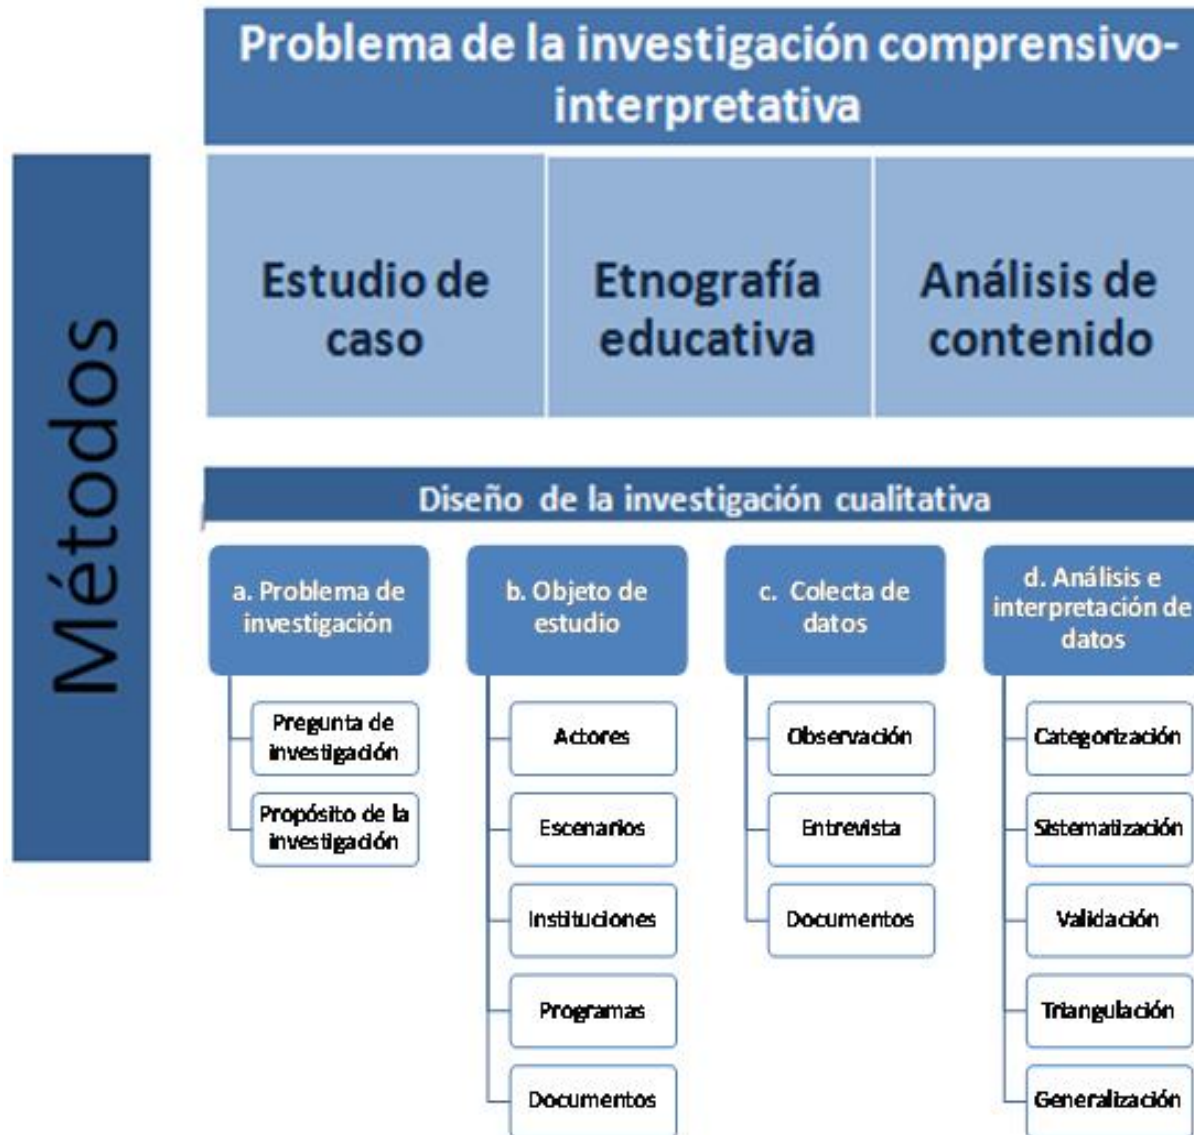 Problema de la investigación comprensivo-
interpretativa
Métodos
Estudio de
caso
Etnografía
educativa
Análisis de
contenido
Diseño de la investigación cualitativa
a. Problema de
investigación
Pregunta de
investigación
Propósito de la
investigación
b. Objeto de
estudio
Actores
Escenarios
Instituciones
Programas
Documentos
c. Colecta de
datos
Observación
Entrevista
Documentos
d. Análisis e
interpretación de
datos
Categorización
Sistematización
Validación
Triangulación
Generalización